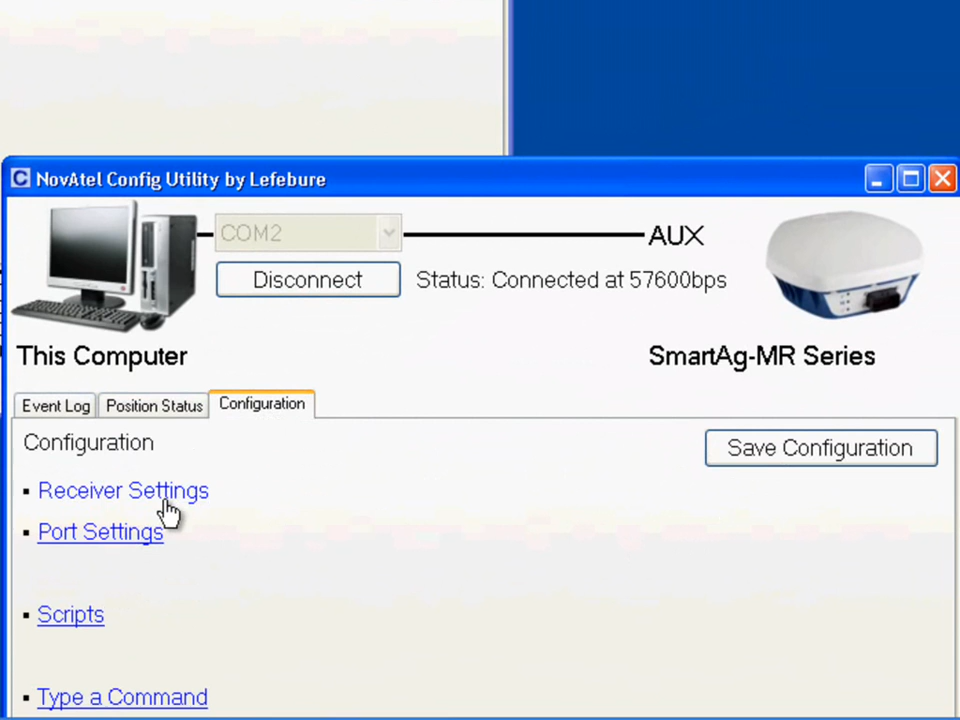 C NovAtel Config Utility by Lefebure
COM2
AUX
Disconnect
Status: Connected at 57600bps
This Computer
SmartAg-MR Series
Event Log
Position Status
Configuration
Configuration
Save Configuration
Receiver Settings
Port Settings
Scripts
Type a Command